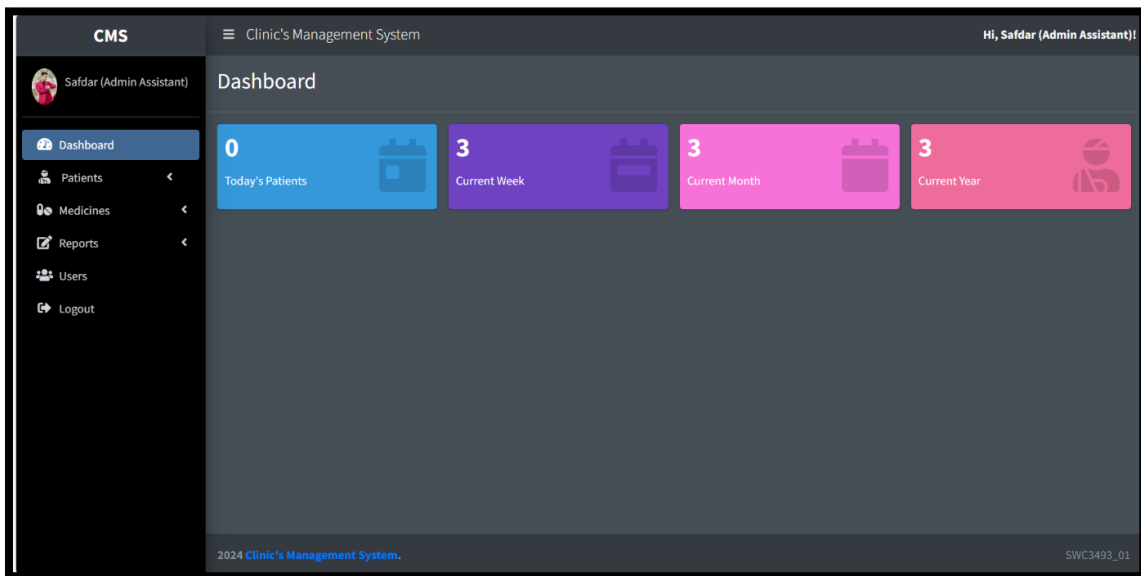 CMS
Clinic's Management System
Hi, Safdar (Admin Assistant)!
Safdar (Admin Assistant)
Dashboard
Patients
Medicines
Reports
Users
Logout
Dashboard
0
Today's Patients
3
Current Week
3
Current Month
3
Current Year
2024 Clinic's Management System.
SWC3493_01